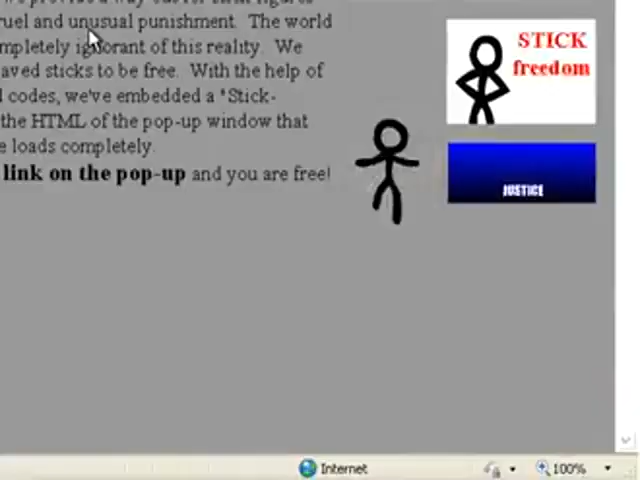 ruel and unusual punishment. The world
mpletely ignorant of this reality. We
aved sticks to be free. With the help of
l codes, we've embedded a "Stick-
the HTML of the pop-up window that
e loads completely.
link on the pop-up and you are free!
STICK
freedom
JUSTICE
Internet
100%